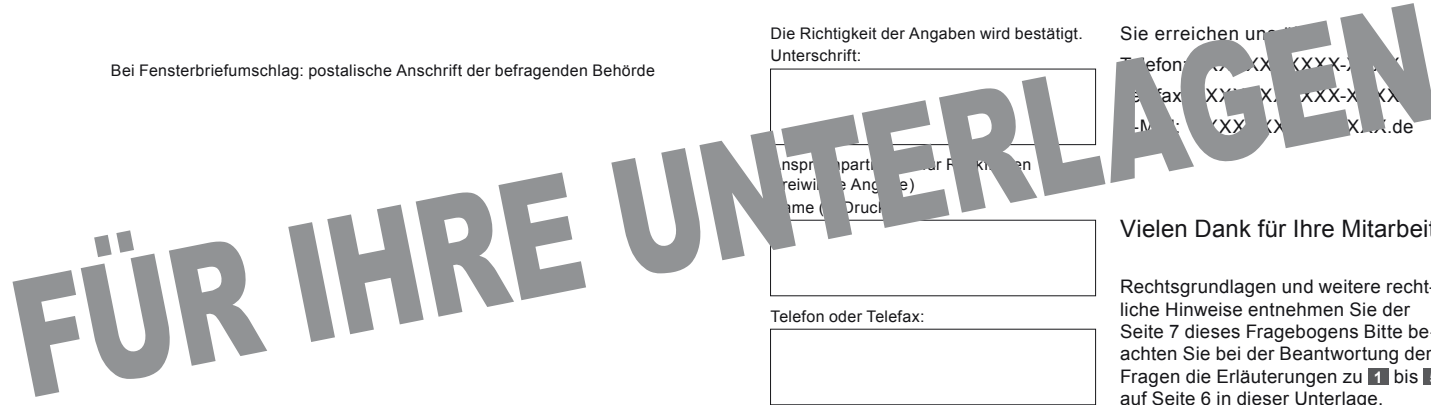 Bei Fensterbriefumschlag: postalische Anschrift der befragenden Behörde
Die Richtigkeit der Angaben wird bestätigt.
Unterschrift:
(freiwillige Angabe)
Telefon oder Telefax:
Sie erreichen uns
Telefon:
.de
Vielen Dank für Ihre Mitarbeit
Rechtsgrundlagen und weitere recht-
liche Hinweise entnehmen Sie der
Seite 7 dieses Fragebogens Bitte be-
achten Sie bei der Beantwortung der
Fragen die Erläuterungen zu 1 bis
auf Seite 6 in dieser Unterlage.
FÜR IHRE UNTERLAGEN